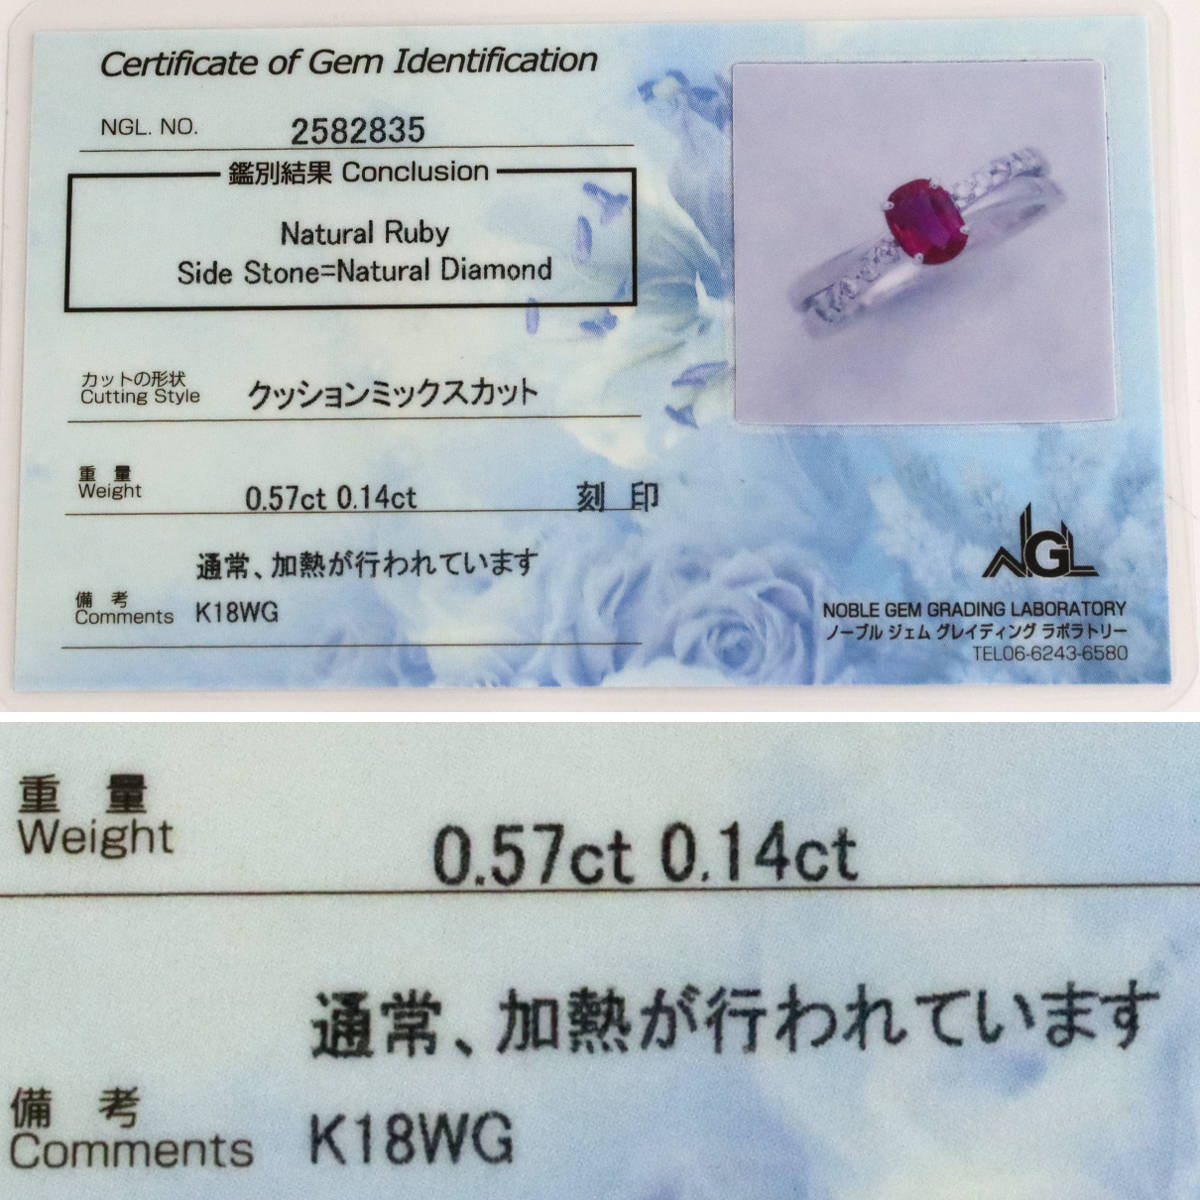 Certificate of Gem Identification
NGL. NO. 2582835
鑑別結果 Conclusion
Natural Ruby
Side Stone=Natural Diamond
カットの形状
Cutting Style クッションミックスカット
重量
Weight 0.57ct 0.14ct 刻印
通常、加熱が行われています
備考
Comments K18WG
NGL
NOBLE GEM GRADING LABORATORY
ノーブル ジェム グレイディング ラボラトリー
TEL06-6243-6580
重量
Weight 0.57ct 0.14ct
通常、加熱が行われています
備考
Comments K18WG